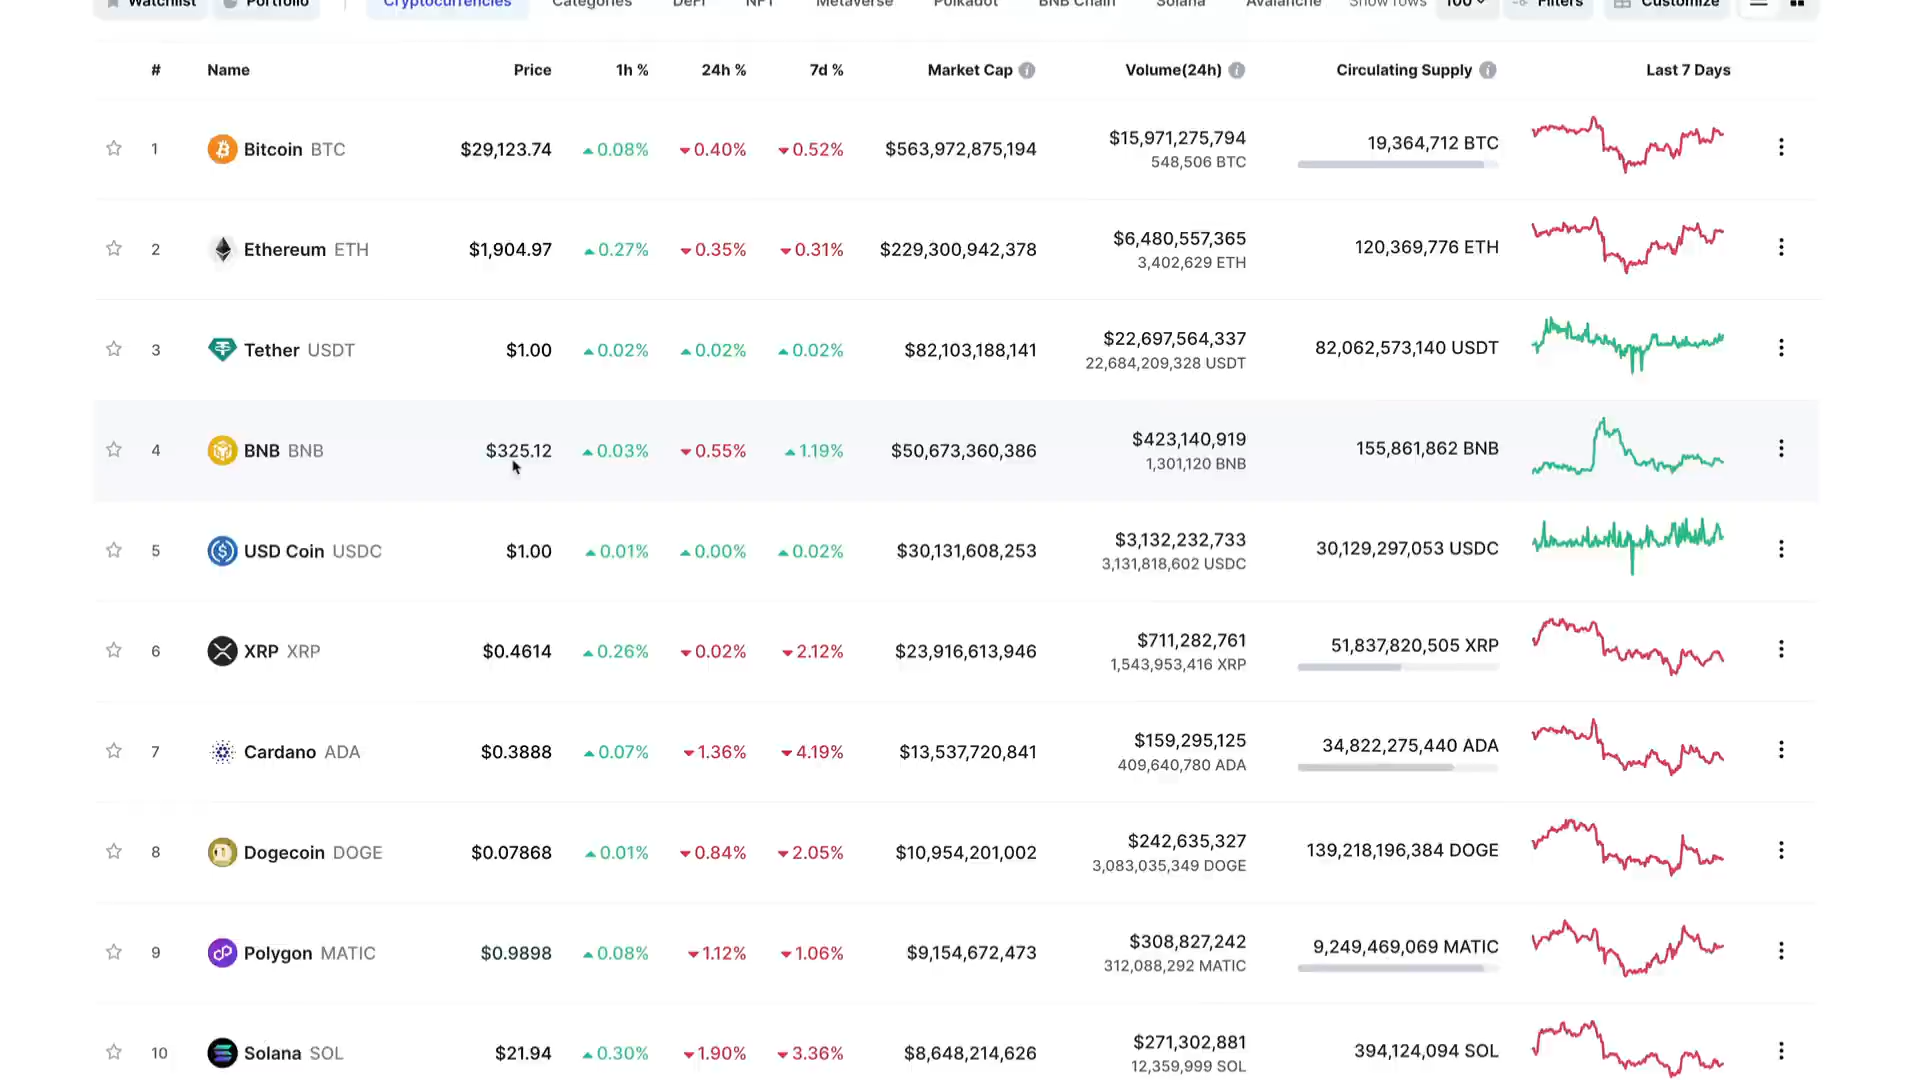 Watchlist Portfolio Cryptocurrencies Categories DeFi NFT Metaverse Polkadot BNB Chain Solana Avalanche Show rows 100 Filters Customize
# Name Price 1h % 24h % 7d % Market Cap Volume(24h) Circulating Supply Last 7 Days
1 Bitcoin BTC $29,123.74 0.08% 0.40% 0.52% $563,972,875,194 $15,971,275,794 19,364,712 BTC
548,506 BTC
2 Ethereum ETH $1,904.97 0.27% 0.35% 0.31% $229,300,942,378 $6,480,557,365 120,369,776 ETH
3,402,629 ETH
3 Tether USDT $1.00 0.02% 0.02% 0.02% $82,103,188,141 $22,697,564,337 82,062,573,140 USDT
22,684,209,328 USDT
4 BNB BNB $325.12 0.03% 0.55% 1.19% $50,673,360,386 $423,140,919 155,861,862 BNB
1,301,120 BNB
5 USD Coin USDC $1.00 0.01% 0.00% 0.02% $30,131,608,253 $3,132,232,733 30,129,297,053 USDC
3,131,818,602 USDC
6 XRP XRP $0.4614 0.26% 0.02% 2.12% $23,916,613,946 $711,282,761 51,837,820,505 XRP
1,543,953,416 XRP
7 Cardano ADA $0.3888 0.07% 1.36% 4.19% $13,537,720,841 $159,295,125 34,822,275,440 ADA
409,640,780 ADA
8 Dogecoin DOGE $0.07868 0.01% 0.84% 2.05% $10,954,201,002 $242,635,327 139,218,196,384 DOGE
3,083,035,349 DOGE
9 Polygon MATIC $0.9898 0.08% 1.12% 1.06% $9,154,672,473 $308,827,242 9,249,469,069 MATIC
312,088,292 MATIC
10 Solana SOL $21.94 0.30% 1.90% 3.36% $8,648,214,626 $271,302,881 394,124,094 SOL
12,359,999 SOL